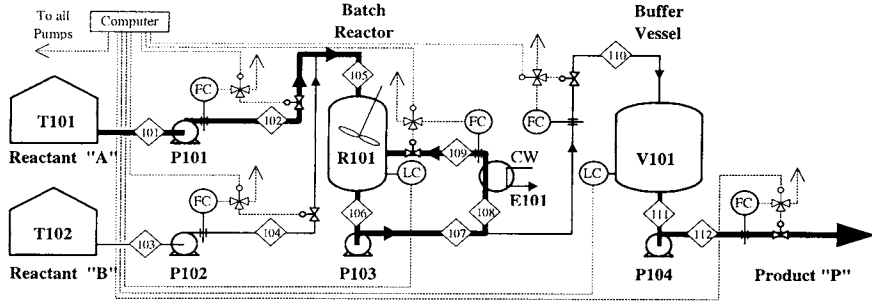 To all
Pumps
Computer
Batch
Reactor
Buffer
Vessel
110
105
FC
FC
FC
FC
T101
101
102
R101
109
CW
V101
Reactant "A"
P101
LC
E101
LC
FC
106
108
111
FC
T102
103
104
107
112
Reactant "B"
P102
P103
P104
Product "P"